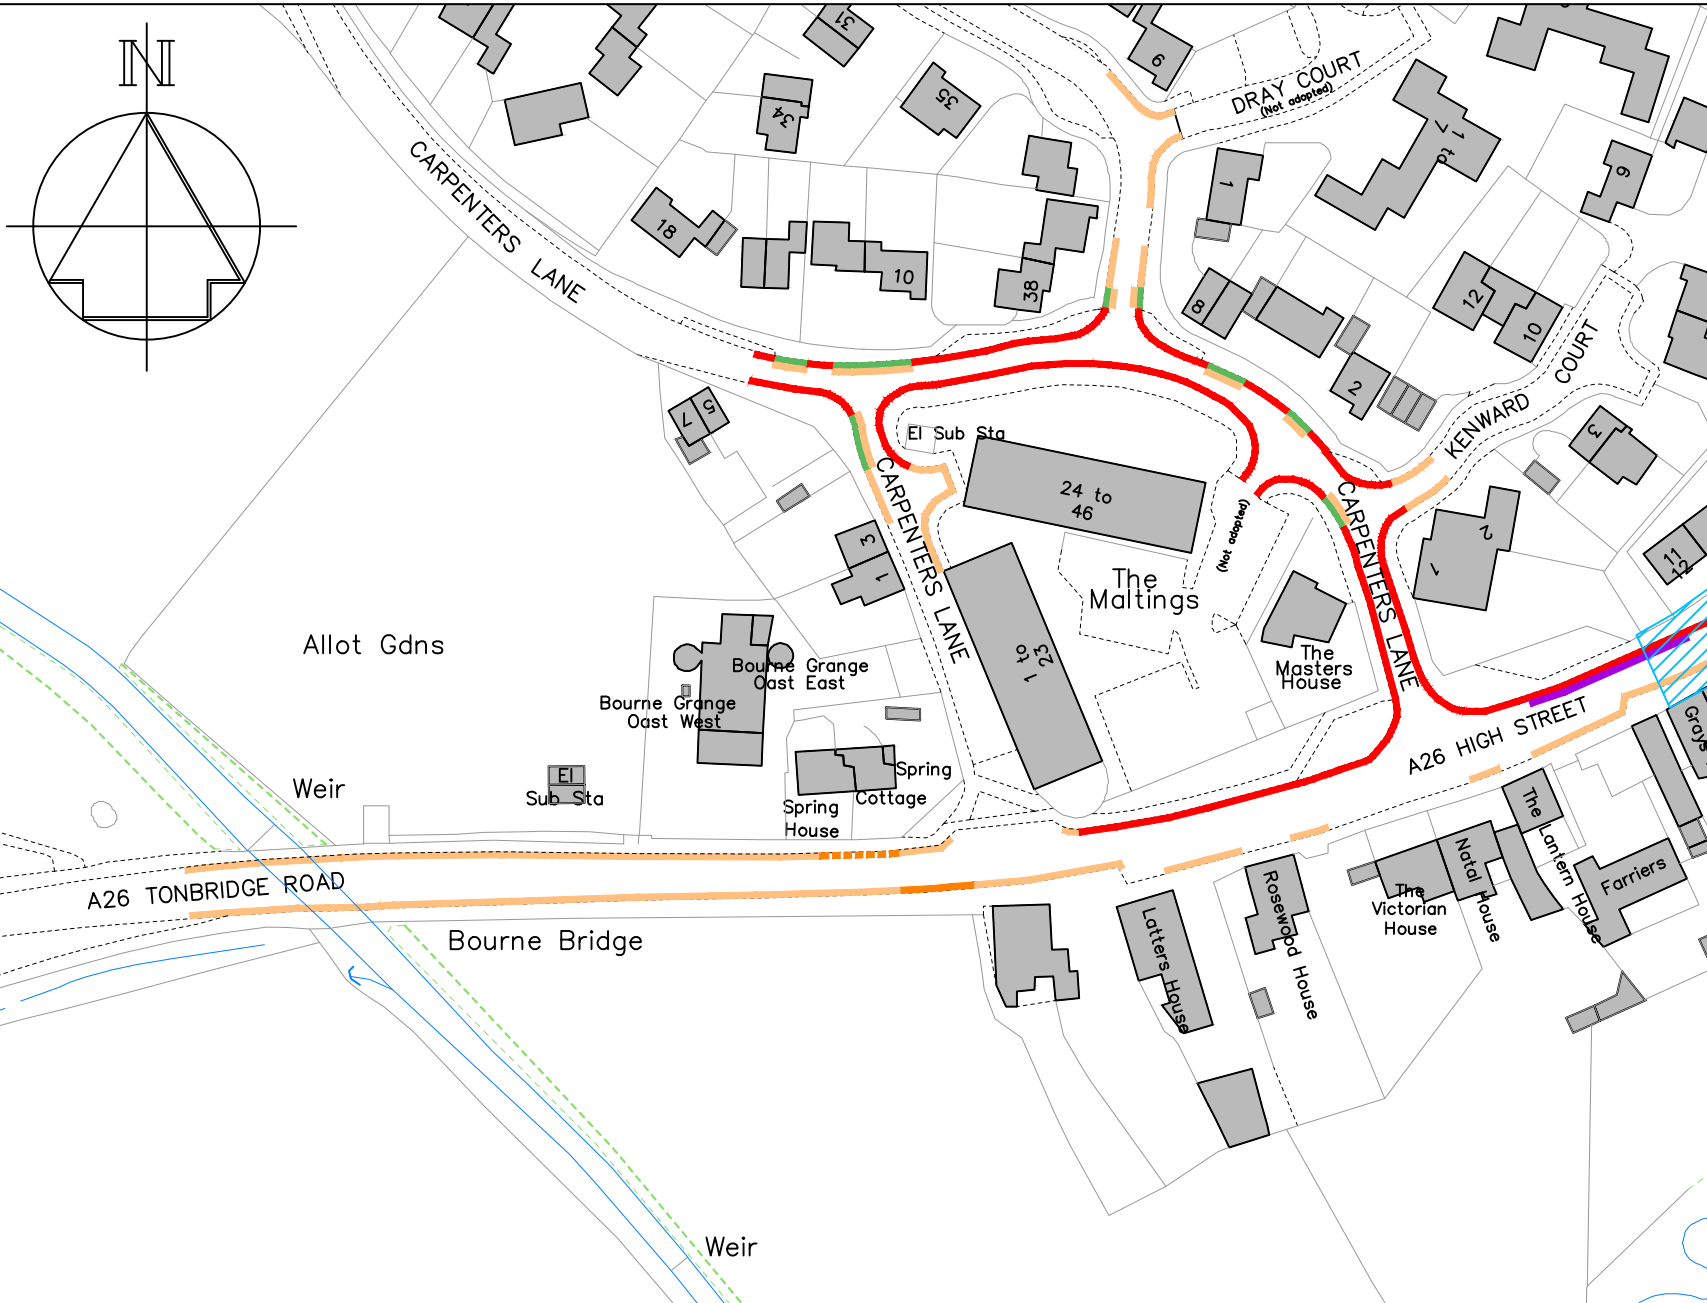 N
31
9
DRAY COURT
(Not adopted)
35
34
1 to
7
CARPENTERS LANE
1
6
18
10
38
8
12
10
COURT
2
KENWARD
5
7
El Sub Sta
3
24 to
46
CARPENTERS LANE
(Not adopted)
CARPENTERS LANE
2
1
3
1
11
12
The
Maltings
Allot Gdns
1 to
23
The
Masters
House
Bourne Grange
Oast East
Bourne Grange
Oast West
A26 HIGH STREET
Grays
El
Sub Sta
Weir
Spring
Cottage
Spring
House
The
Lantern House
Natal House
Farriers
The
Victorian
House
Rosewood House
Latters House
A26 TONBRIDGE ROAD
Bourne Bridge
Weir